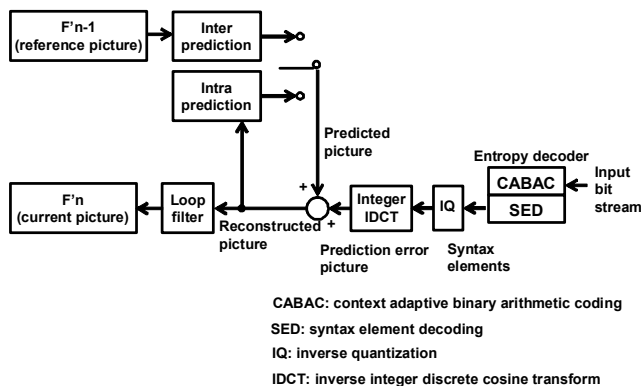 F'n-1
(reference picture)
Inter
prediction
Intra
prediction
Predicted
picture
Entropy decoder
CABAC
SED
Input
bit
stream
F'n
(current picture)
Loop
filter
Reconstructed
picture
+
+
Integer
IDCT
IQ
Prediction error
picture
Syntax
elements
CABAC: context adaptive binary arithmetic coding
SED: syntax element decoding
IQ: inverse quantization
IDCT: inverse integer discrete cosine transform